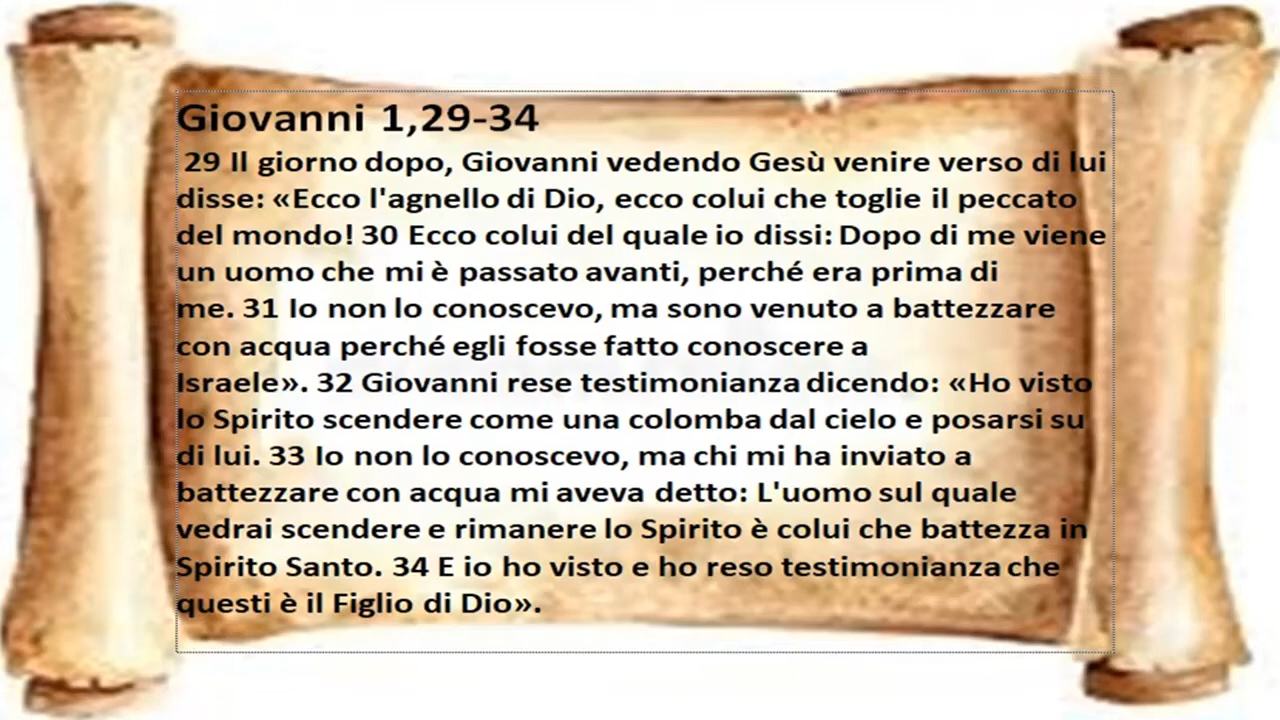 Giovanni 1,29-34
29 Il giorno dopo, Giovanni vedendo Gesù venire verso di lui
disse: «Ecco l'agnello di Dio, ecco colui che toglie il peccato
del mondo! 30 Ecco colui del quale io dissi: Dopo di me viene
un uomo che mi è passato avanti, perché era prima di
me. 31 Io non lo conoscevo, ma sono venuto a battezzare
con acqua perché egli fosse fatto conoscere a
Israele». 32 Giovanni rese testimonianza dicendo: «Ho visto
lo Spirito scendere come una colomba dal cielo e posarsi su
di lui. 33 Io non lo conoscevo, ma chi mi ha inviato a
battezzare con acqua mi aveva detto: L'uomo sul quale
vedrai scendere e rimanere lo Spirito è colui che battezza in
Spirito Santo. 34 E io ho visto e ho reso testimonianza che
questi è il Figlio di Dio».